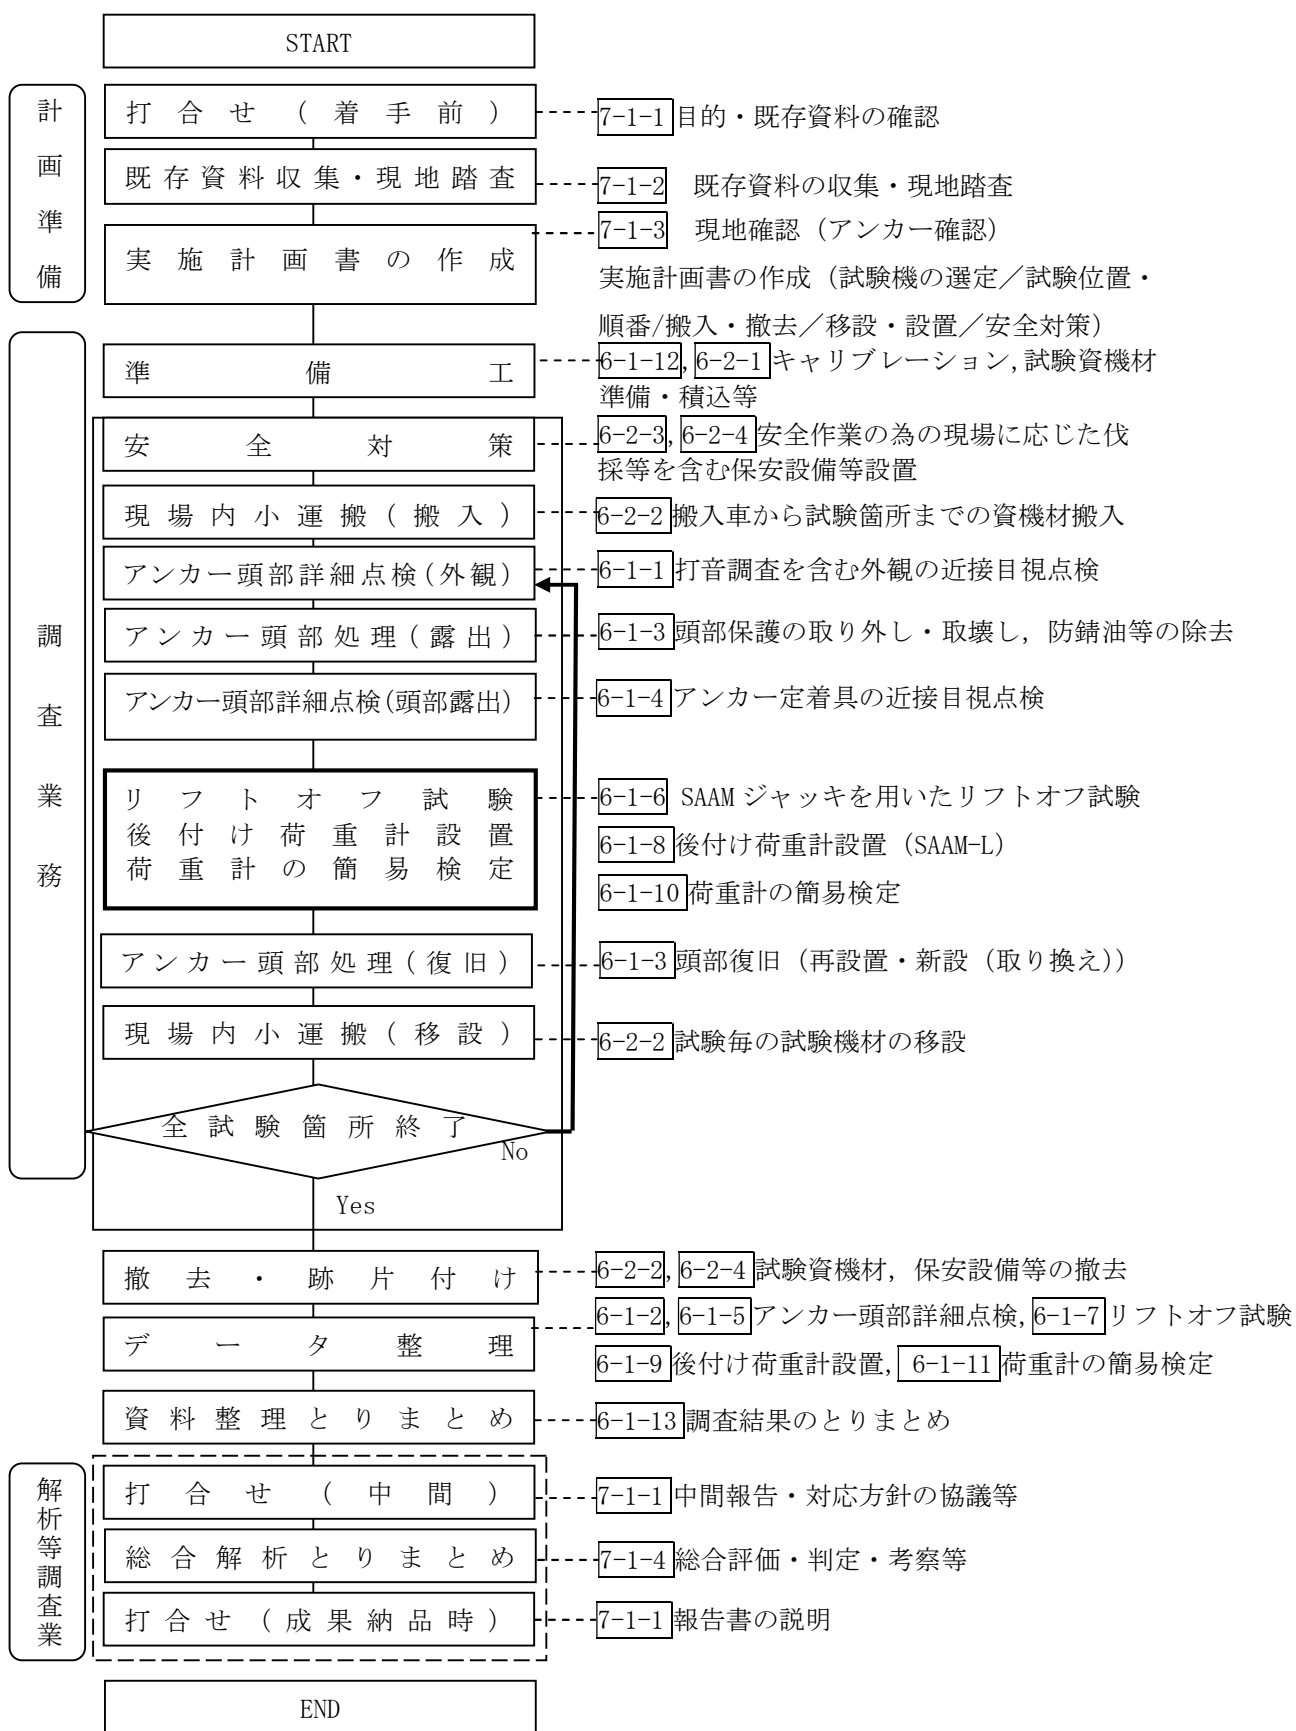 START
計画準備
打合せ（着手前）
7-1-1 目的・既存資料の確認
既存資料収集・現地踏査
7-1-2 既存資料の収集・現地踏査
7-1-3 現地確認（アンカー確認）
実施計画書の作成
実施計画書の作成（試験機の選定／試験位置・
順番/搬入・撤去／移設・設置／安全対策）
調査業務
準備工
6-1-12, 6-2-1 キャリブレーション, 試験資機材
準備・積込等
安全対策
6-2-3, 6-2-4 安全作業の為の現場に応じた伐
採等を含む保安設備等設置
現場内小運搬(搬入)
6-2-2 搬入車から試験箇所までの資機材搬入
アンカー頭部詳細点検(外観)
6-1-1 打音調査を含む外観の近接目視点検
アンカー頭部処理(露出)
6-1-3 頭部保護の取り外し・取壊し，防錆油等の除去
アンカー頭部詳細点検(頭部露出)
6-1-4 アンカー定着具の近接目視点検
リフトオフ試験
後付け荷重計設置
荷重計の簡易検定
6-1-6 SAAM ジャッキを用いたリフトオフ試験
6-1-8 後付け荷重計設置（SAAM-L）
6-1-10 荷重計の簡易検定
アンカー頭部処理(復旧)
6-1-3 頭部復旧（再設置・新設（取り換え））
現場内小運搬(移設)
6-2-2 試験毎の試験機材の移設
全試験箇所終了
No
Yes
撤去・跡片付け
6-2-2, 6-2-4 試験資機材，保安設備等の撤去
データ整理
6-1-2, 6-1-5 アンカー頭部詳細点検, 6-1-7 リフトオフ試験
6-1-9 後付け荷重計設置, 6-1-11 荷重計の簡易検定
資料整理とりまとめ
6-1-13 調査結果のとりまとめ
解析等調査業
打合せ（中間）
7-1-1 中間報告・対応方針の協議等
総合解析とりまとめ
7-1-4 総合評価・判定・考察等
打合せ（成果納品時）
7-1-1 報告書の説明
END